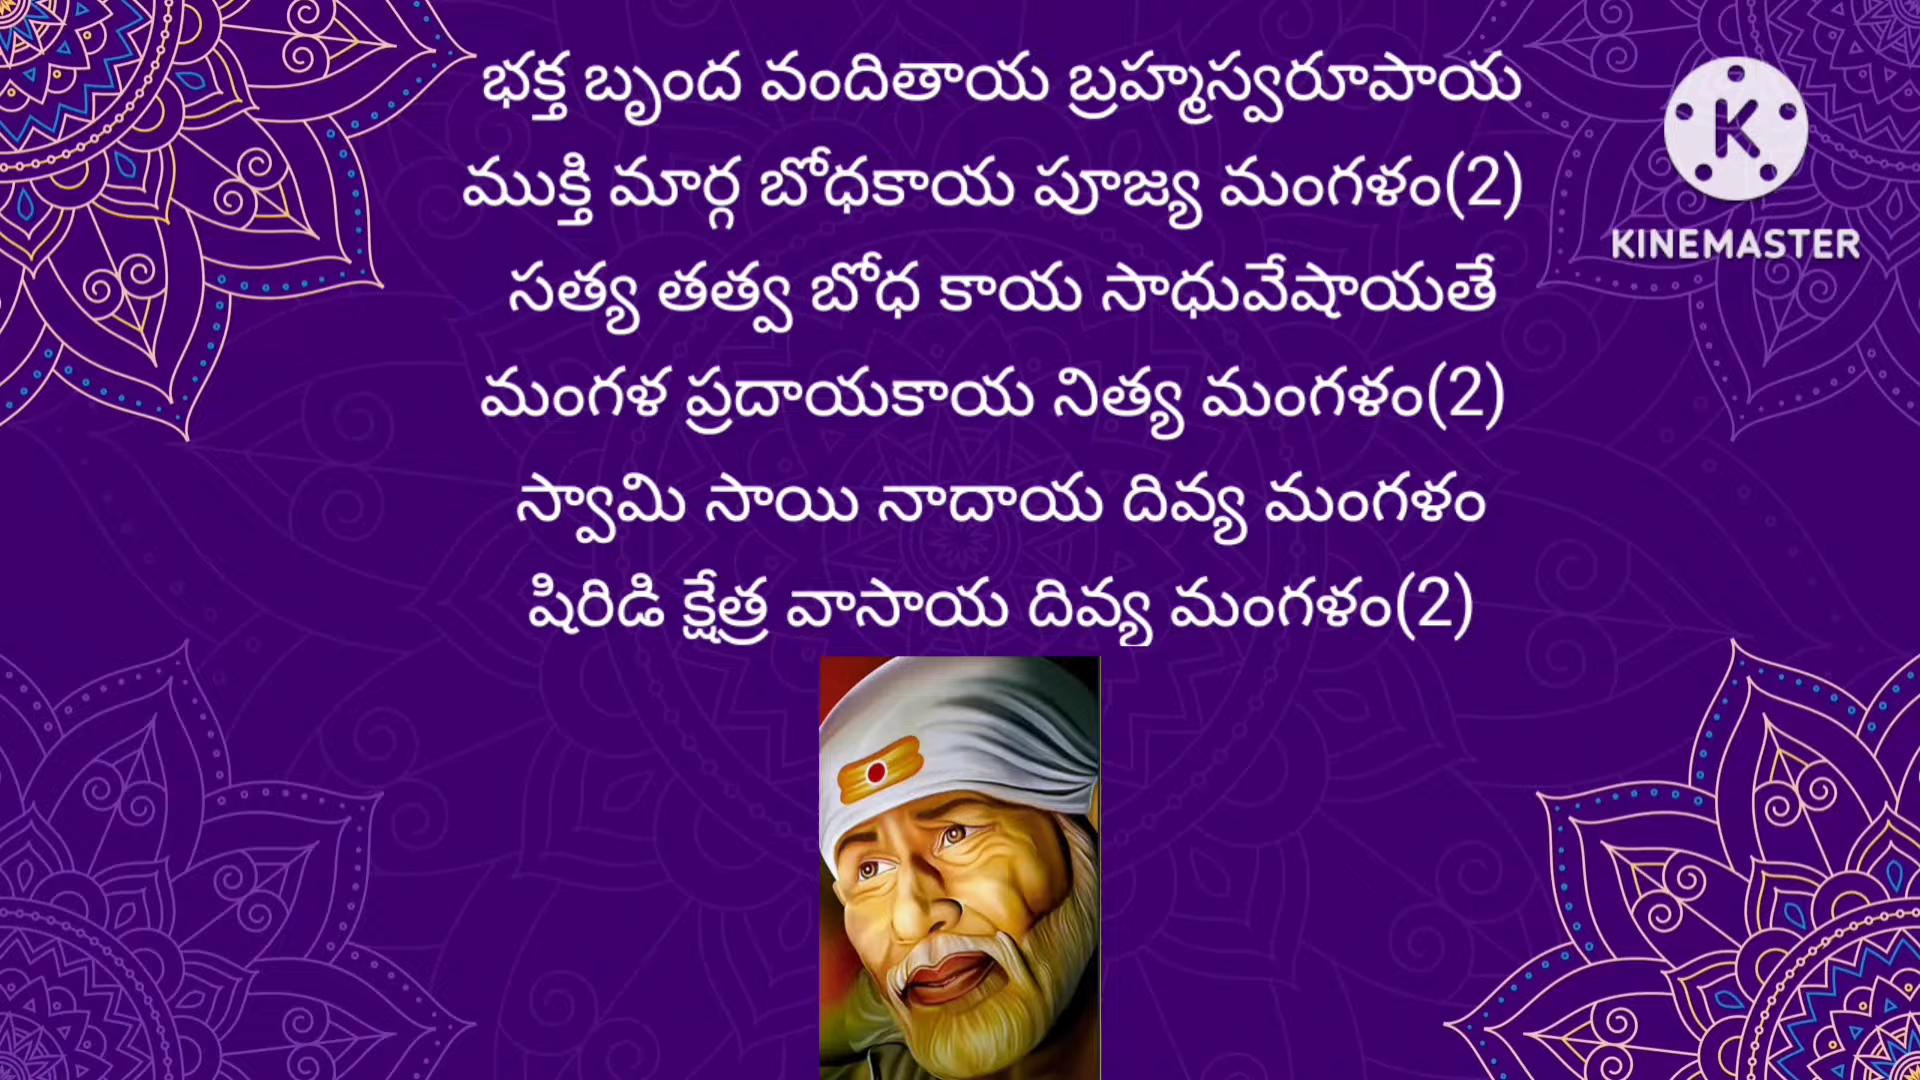 భక్త బృంద వందితాయ బ్రహ్మస్వరూపాయ
ముక్తి మార్గ బోధకాయ పూజ్య మంగళం(2)
సత్య తత్వ బోధ కాయ సాధువేషాయతే
మంగళ ప్రదాయకాయ నిత్య మంగళం(2)
స్వామి సాయి నాదాయ దివ్య మంగళం
షిరిడి క్షేత్ర వాసాయ దివ్య మంగళం(2)
K
KINEMASTER